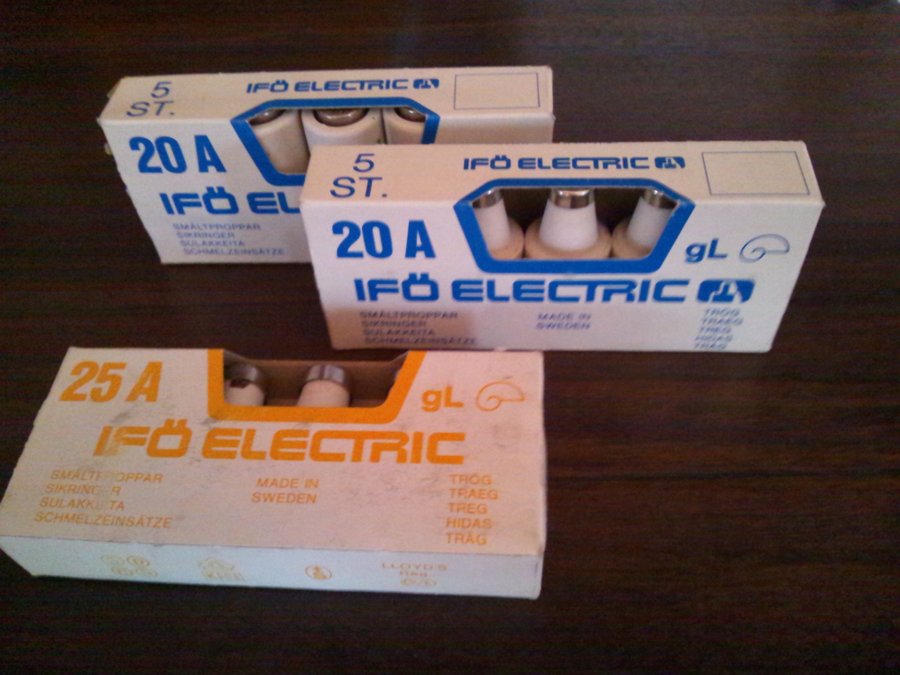 5
ST.
IFÖ ELECTRIC
20 A
IFÖ EL
SMÄLTPROPPAR
SIKRINGER
SULAKKEITA
SCHMELZEINSÄTZE
5
ST.
IFÖ ELECTRIC
20 A
gL
IFÖ ELECTRIC
SMÄLTPROPPAR
SIKRINGER
SULAKKEITA
SCHMELZEINSÄTZE
MADE IN
SWEDEN
TRÖG
TRAEG
TREG
HIDAS
TRÄG
25 A
gL
IFÖ ELECTRIC
SMÄLTPROPPAR
SIKRINGER
SULAKKEITA
SCHMELZEINSÄTZE
MADE IN
SWEDEN
TRÖG
TRAEG
TREG
HIDAS
TRÄG
LLOYD'S
Reg.